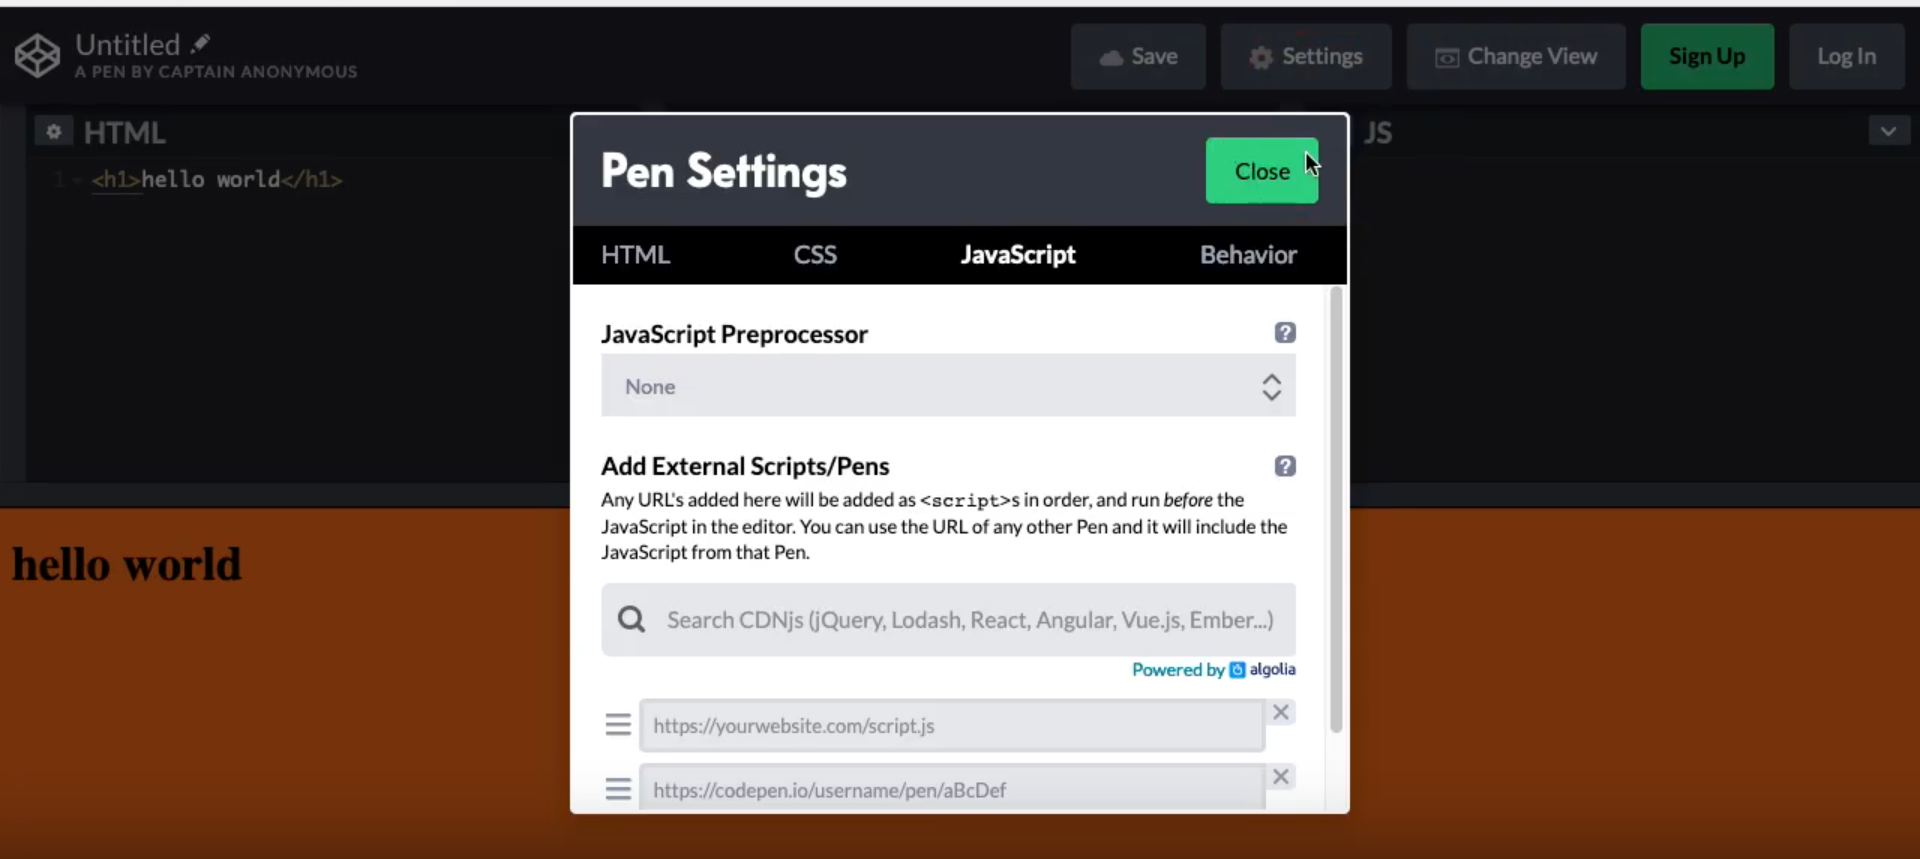 Untitled
A PEN BY CAPTAIN ANONYMOUS
Save
Settings
Change View
Sign Up
Log In
HTML
JS
1
<h1>hello world</h1>
hello world
Pen Settings
Close
HTML
CSS
JavaScript
Behavior
JavaScript Preprocessor
?
None
Add External Scripts/Pens
?
Any URL's added here will be added as <script>s in order, and run before the
JavaScript in the editor. You can use the URL of any other Pen and it will include the
JavaScript from that Pen.
Search CDNjs (jQuery, Lodash, React, Angular, Vue.js, Ember...)
Powered by algolia
https://yourwebsite.com/script.js
https://codepen.io/username/pen/aBcDef